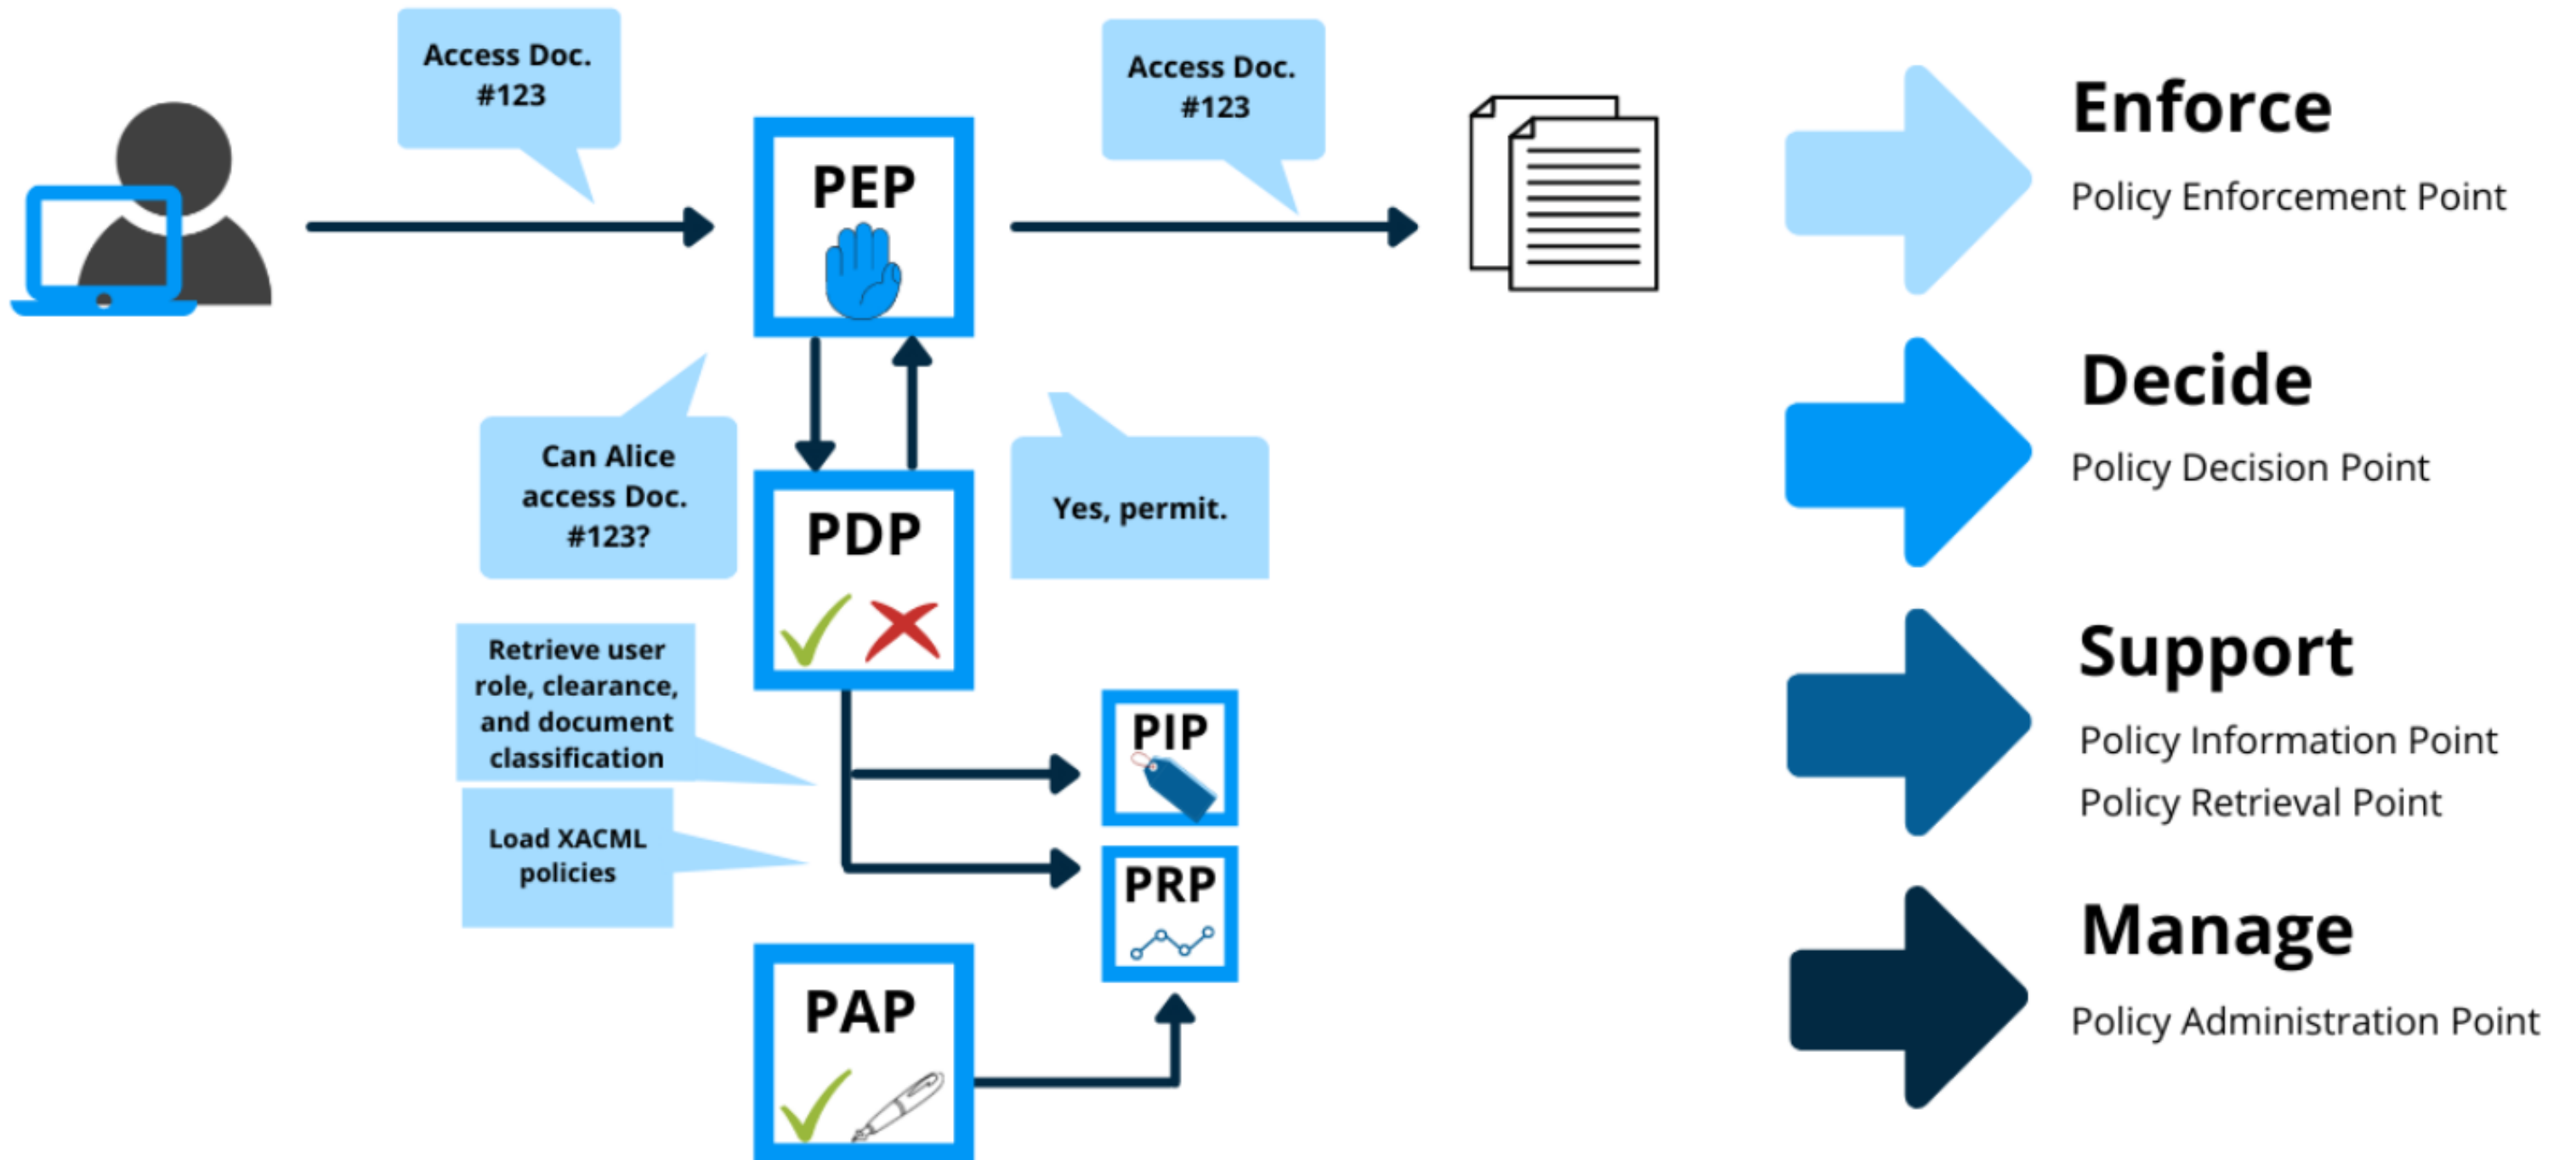 Access Doc.
#123
Access Doc.
#123
PEP
Can Alice
access Doc.
#123?
Yes, permit.
PDP
Retrieve user
role, clearance,
and document
classification
PIP
Load XACML
policies
PRP
PAP
Enforce
Policy Enforcement Point
Decide
Policy Decision Point
Support
Policy Information Point
Policy Retrieval Point
Manage
Policy Administration Point